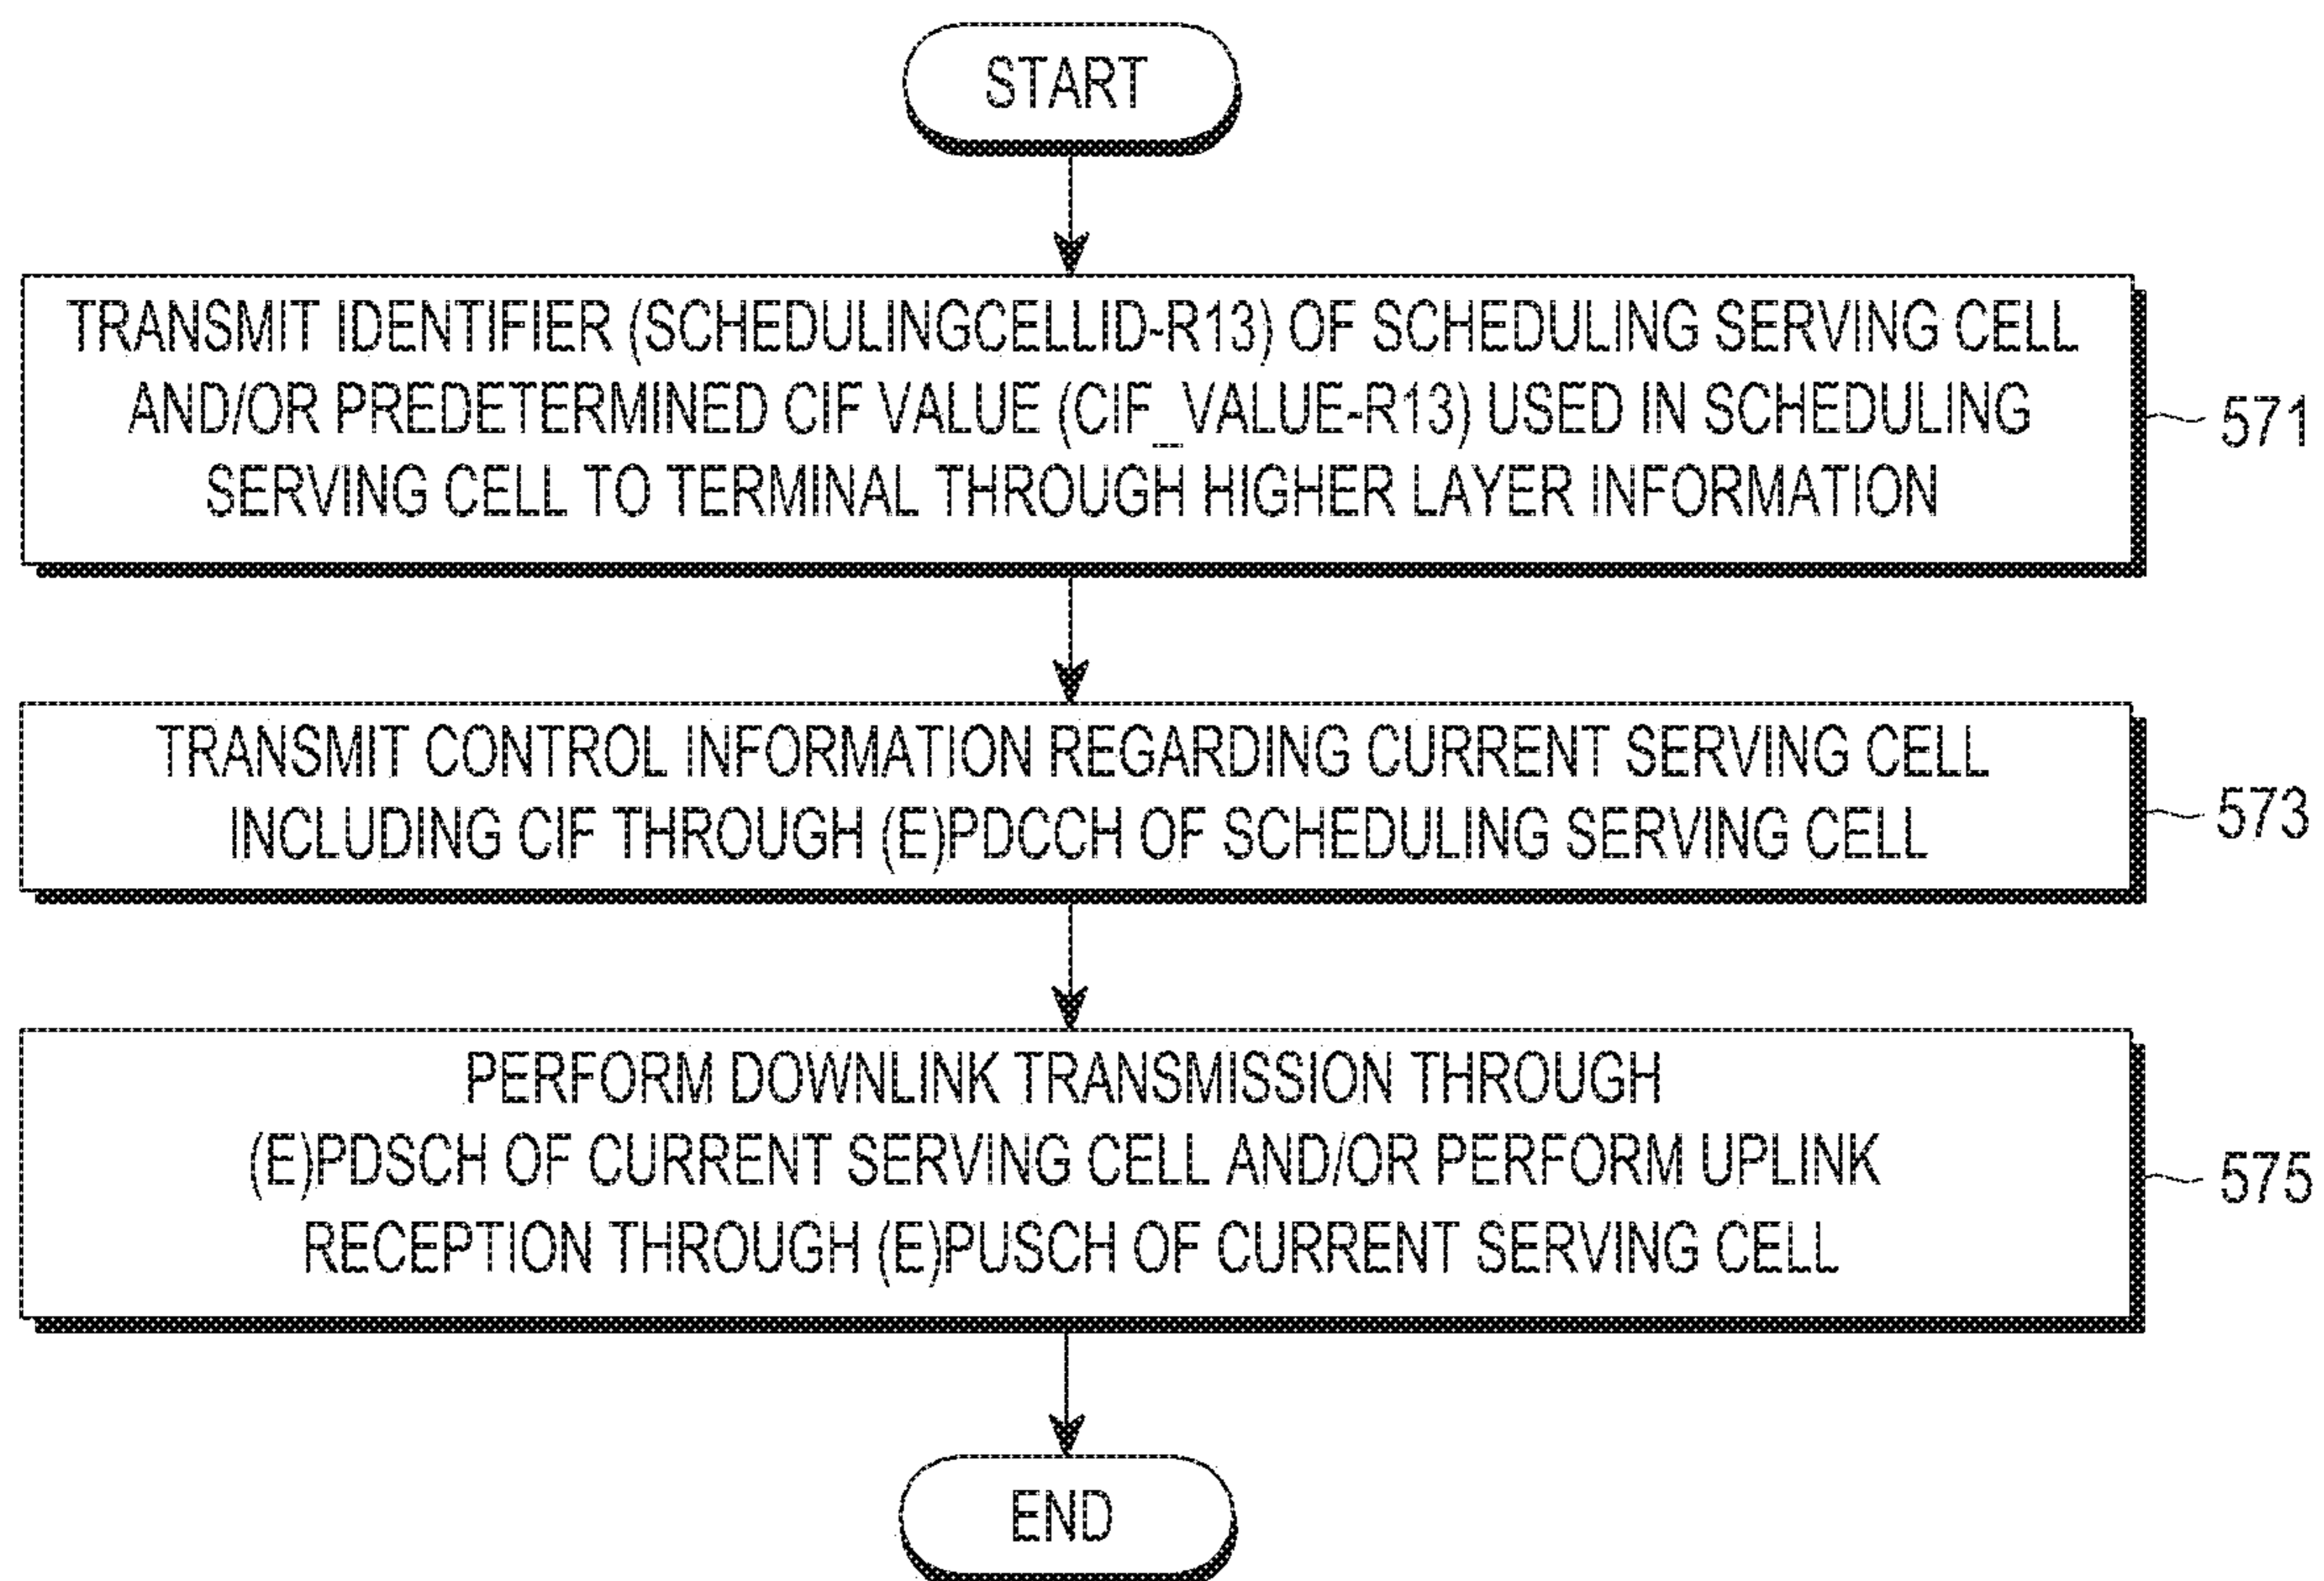 START
TRANSMIT IDENTIFIER (SCHEDULINGCELLID-R13) OF SCHEDULING SERVING CELL
AND/OR PREDETERMINED CIF VALUE (CIF_VALUE-R13) USED IN SCHEDULING
SERVING CELL TO TERMINAL THROUGH HIGHER LAYER INFORMATION
571
TRANSMIT CONTROL INFORMATION REGARDING CURRENT SERVING CELL
INCLUDING CIF THROUGH (E)PDCCH OF SCHEDULING SERVING CELL
573
PERFORM DOWNLINK TRANSMISSION THROUGH
(E)PDSCH OF CURRENT SERVING CELL AND/OR PERFORM UPLINK
RECEPTION THROUGH (E)PUSCH OF CURRENT SERVING CELL
575
END